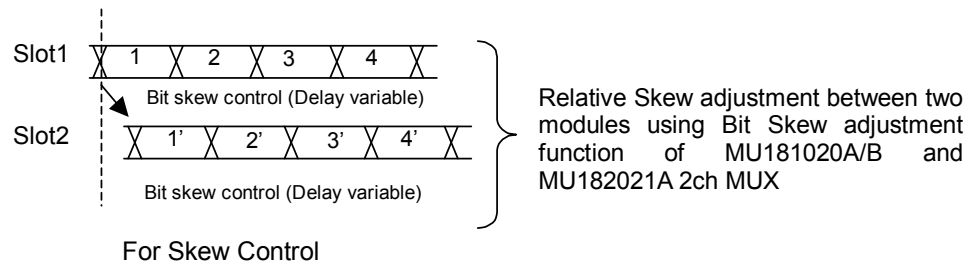 Slot1
1 2 3 4
Bit skew control (Delay variable)
Slot2
1’ 2’ 3’ 4’
Bit skew control (Delay variable)
For Skew Control
Relative Skew adjustment between two
modules using Bit Skew adjustment
function of MU181020A/B and
MU182021A 2ch MUX